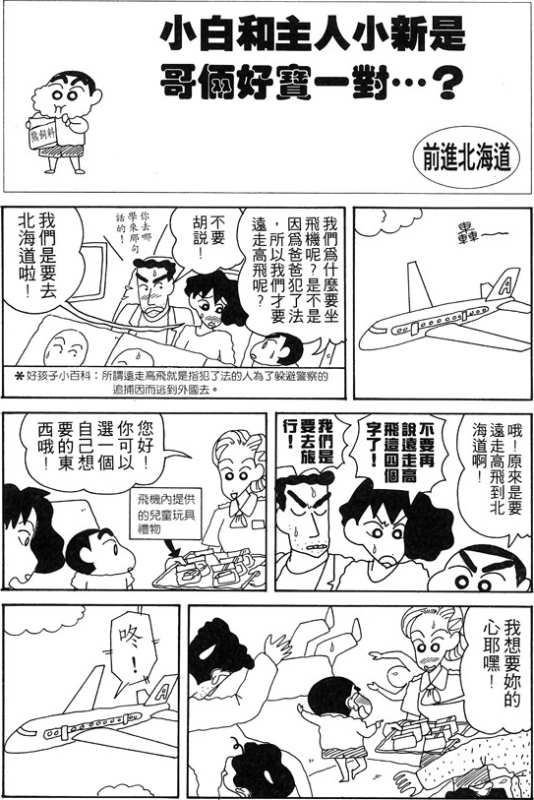 小白和主人小新是
哥倆好寶一對…？
前進北海道
熊飼料
轟——
我們爲什麼要坐
飛機呢？是不是
因爲爸爸犯了法
，所以我們才要
遠走高飛呢？
不要
胡説！
你去哪
學來那句
話的！
我們是要去
北海道啦！
＊好孩子小百科：所謂遠走高飛就是指犯了法的人為了躲避警察的
追捕因而逃到外國去。
哦！原來是要
遠走高飛到北
海道啊！
不要再
說遠走高
飛這四個
字了！
我們是
要去旅
行！
您好！
你可以
選一個
自己想
要的東
西哦！
飛機內提供
的兒童玩具
禮物
我想要妳的
心耶嘿！
咚！